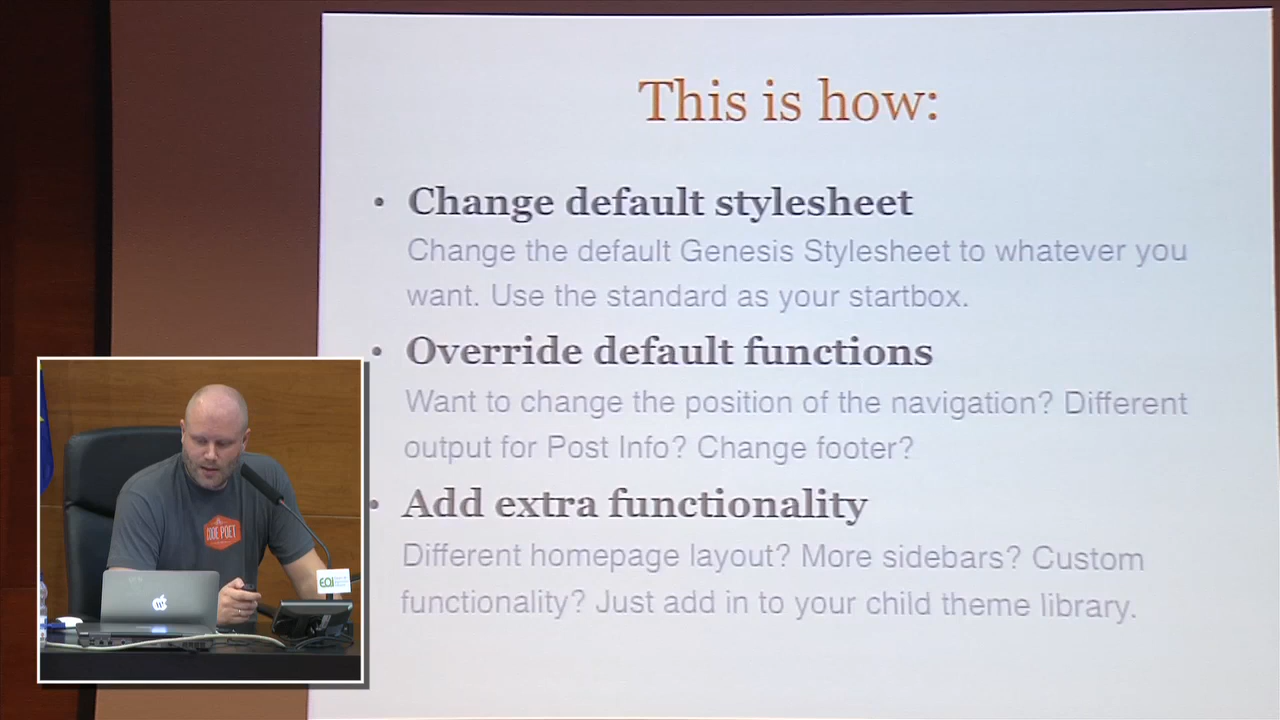 This is how:
• Change default stylesheet
Change the default Genesis Stylesheet to whatever you
want. Use the standard as your startbox.
• Override default functions
Want to change the position of the navigation? Different
output for Post Info? Change footer?
• Add extra functionality
Different homepage layout? More sidebars? Custom
functionality? Just add in to your child theme library.
CODE POET
EOI